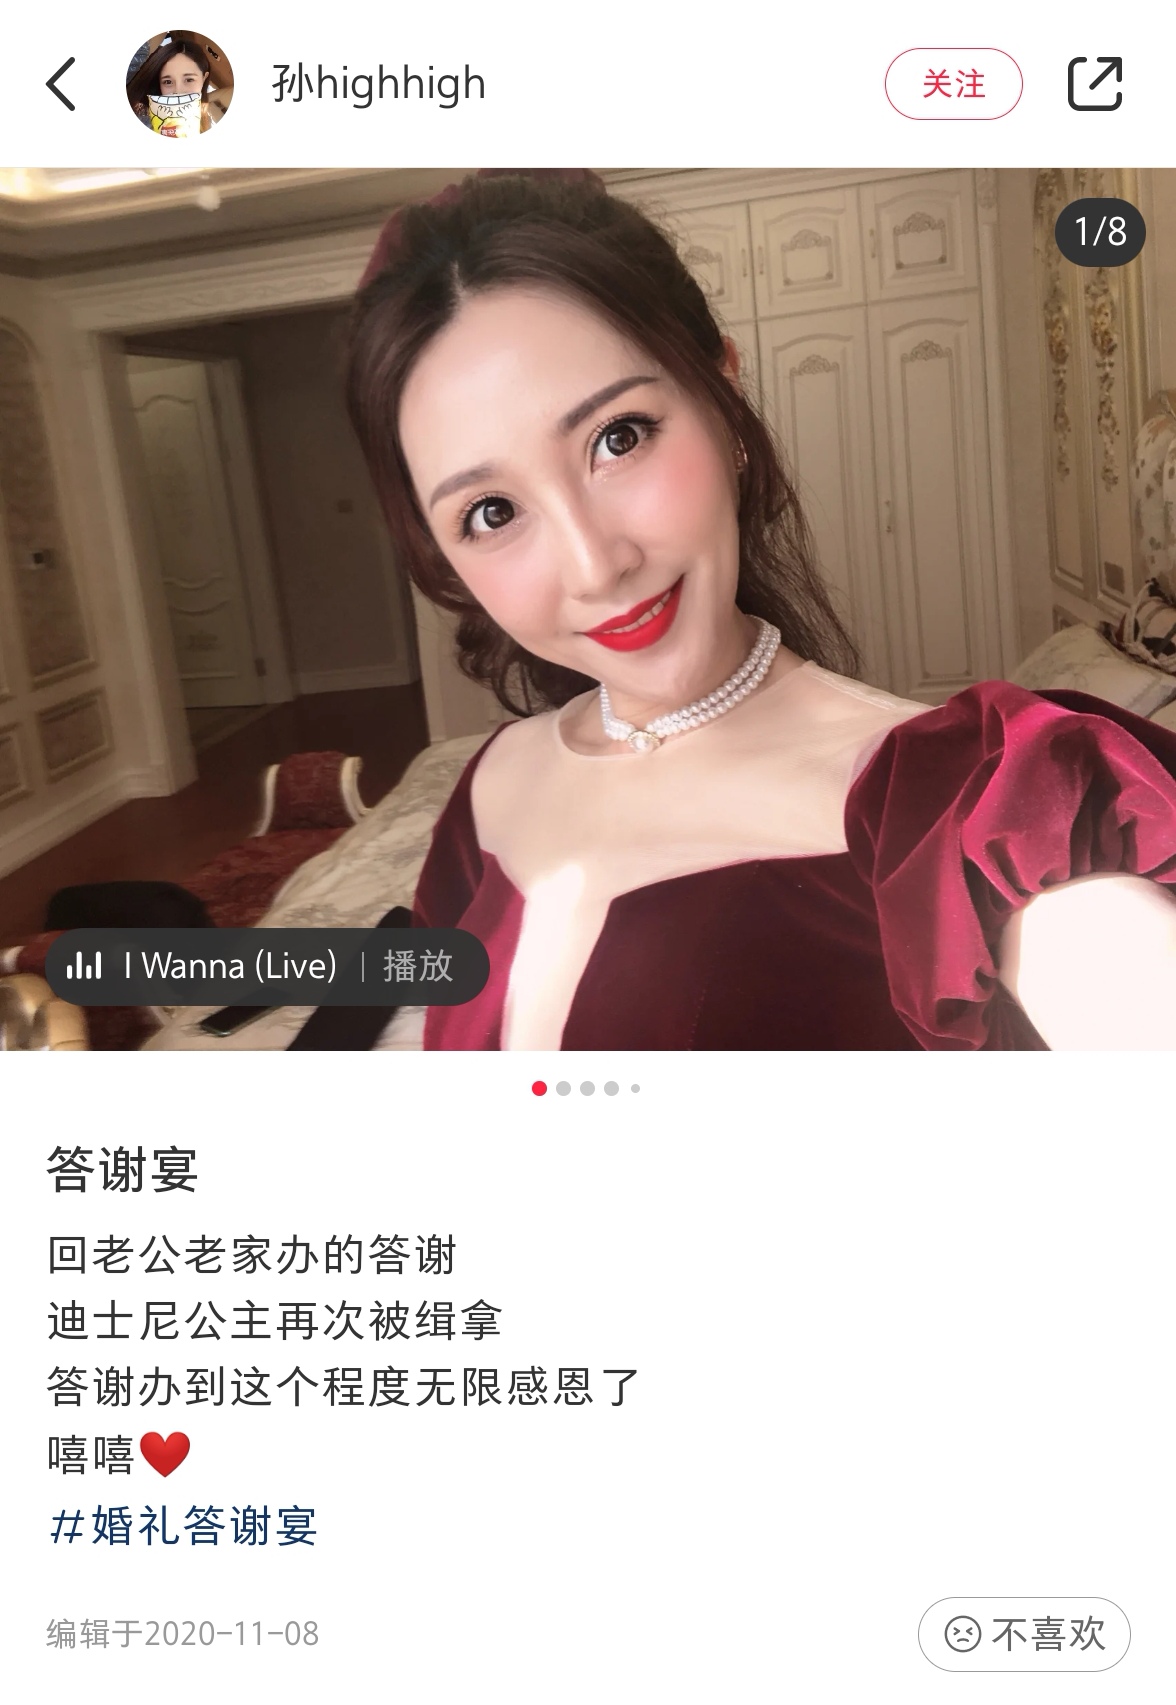 孙highhigh
关注
1/8
I Wanna (Live) | 播放
答谢宴
回老公老家办的答谢
迪士尼公主再次被缉拿
答谢办到这个程度无限感恩了
嘻嘻❤️
#婚礼答谢宴
编辑于2020-11-08
不喜欢